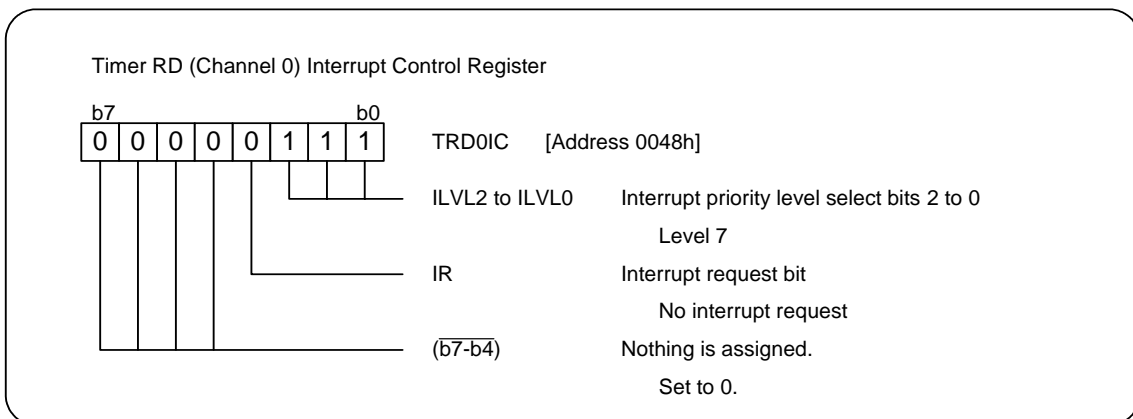 Timer RD (Channel 0) Interrupt Control Register
b7 b0
0 0 0 0 0 1 1 1 TRD0IC [Address 0048h]
ILVL2 to ILVL0 Interrupt priority level select bits 2 to 0
Level 7
IR Interrupt request bit
No interrupt request
(b7-b4) Nothing is assigned.
Set to 0.